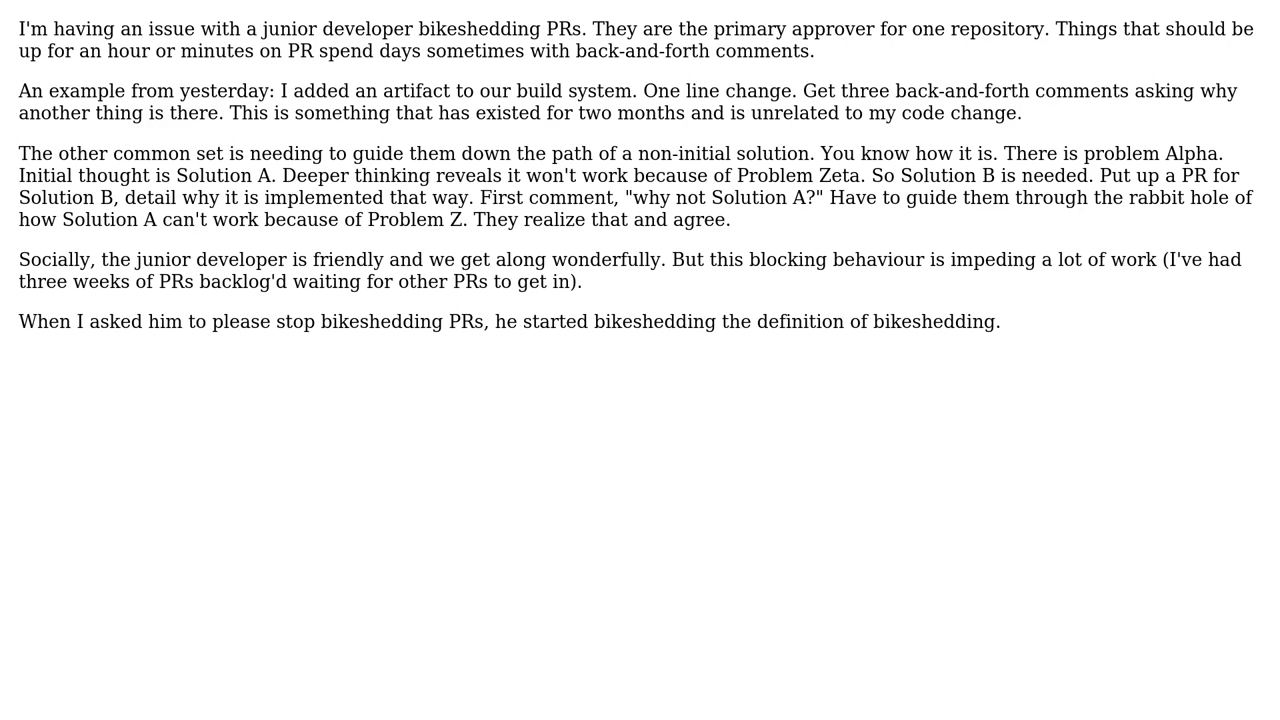 I'm having an issue with a junior developer bikeshedding PRs. They are the primary approver for one repository. Things that should be
up for an hour or minutes on PR spend days sometimes with back-and-forth comments.
An example from yesterday: I added an artifact to our build system. One line change. Get three back-and-forth comments asking why
another thing is there. This is something that has existed for two months and is unrelated to my code change.
The other common set is needing to guide them down the path of a non-initial solution. You know how it is. There is problem Alpha.
Initial thought is Solution A. Deeper thinking reveals it won't work because of Problem Zeta. So Solution B is needed. Put up a PR for
Solution B, detail why it is implemented that way. First comment, "why not Solution A?" Have to guide them through the rabbit hole of
how Solution A can't work because of Problem Z. They realize that and agree.
Socially, the junior developer is friendly and we get along wonderfully. But this blocking behaviour is impeding a lot of work (I've had
three weeks of PRs backlog'd waiting for other PRs to get in).
When I asked him to please stop bikeshedding PRs, he started bikeshedding the definition of bikeshedding.